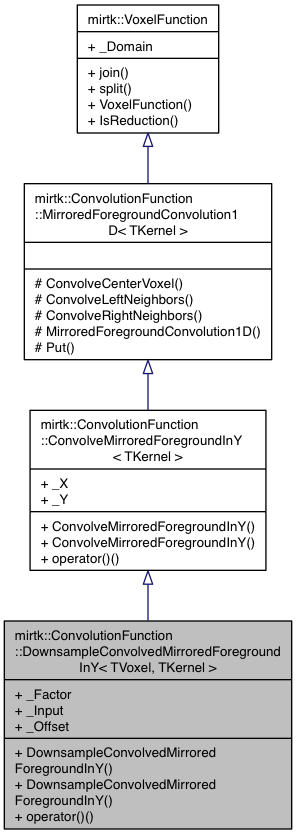 mirtk::VoxelFunction
+ _Domain
+ join()
+ split()
+ VoxelFunction()
+ IsReduction()
mirtk::ConvolutionFunction
::MirroredForegroundConvolution1
D< TKernel >
# ConvolveCenterVoxel()
# ConvolveLeftNeighbors()
# ConvolveRightNeighbors()
# MirroredForegroundConvolution1D()
# Put()
mirtk::ConvolutionFunction
::ConvolveMirroredForegroundInY
< TKernel >
+ _X
+ _Y
+ ConvolveMirroredForegroundInY()
+ ConvolveMirroredForegroundInY()
+ operator()()
mirtk::ConvolutionFunction
::DownsampleConvolvedMirroredForeground
InY< TVoxel, TKernel >
+ _Factor
+ _Input
+ _Offset
+ DownsampleConvolvedMirrored
ForegroundInY()
+ DownsampleConvolvedMirrored
ForegroundInY()
+ operator()()